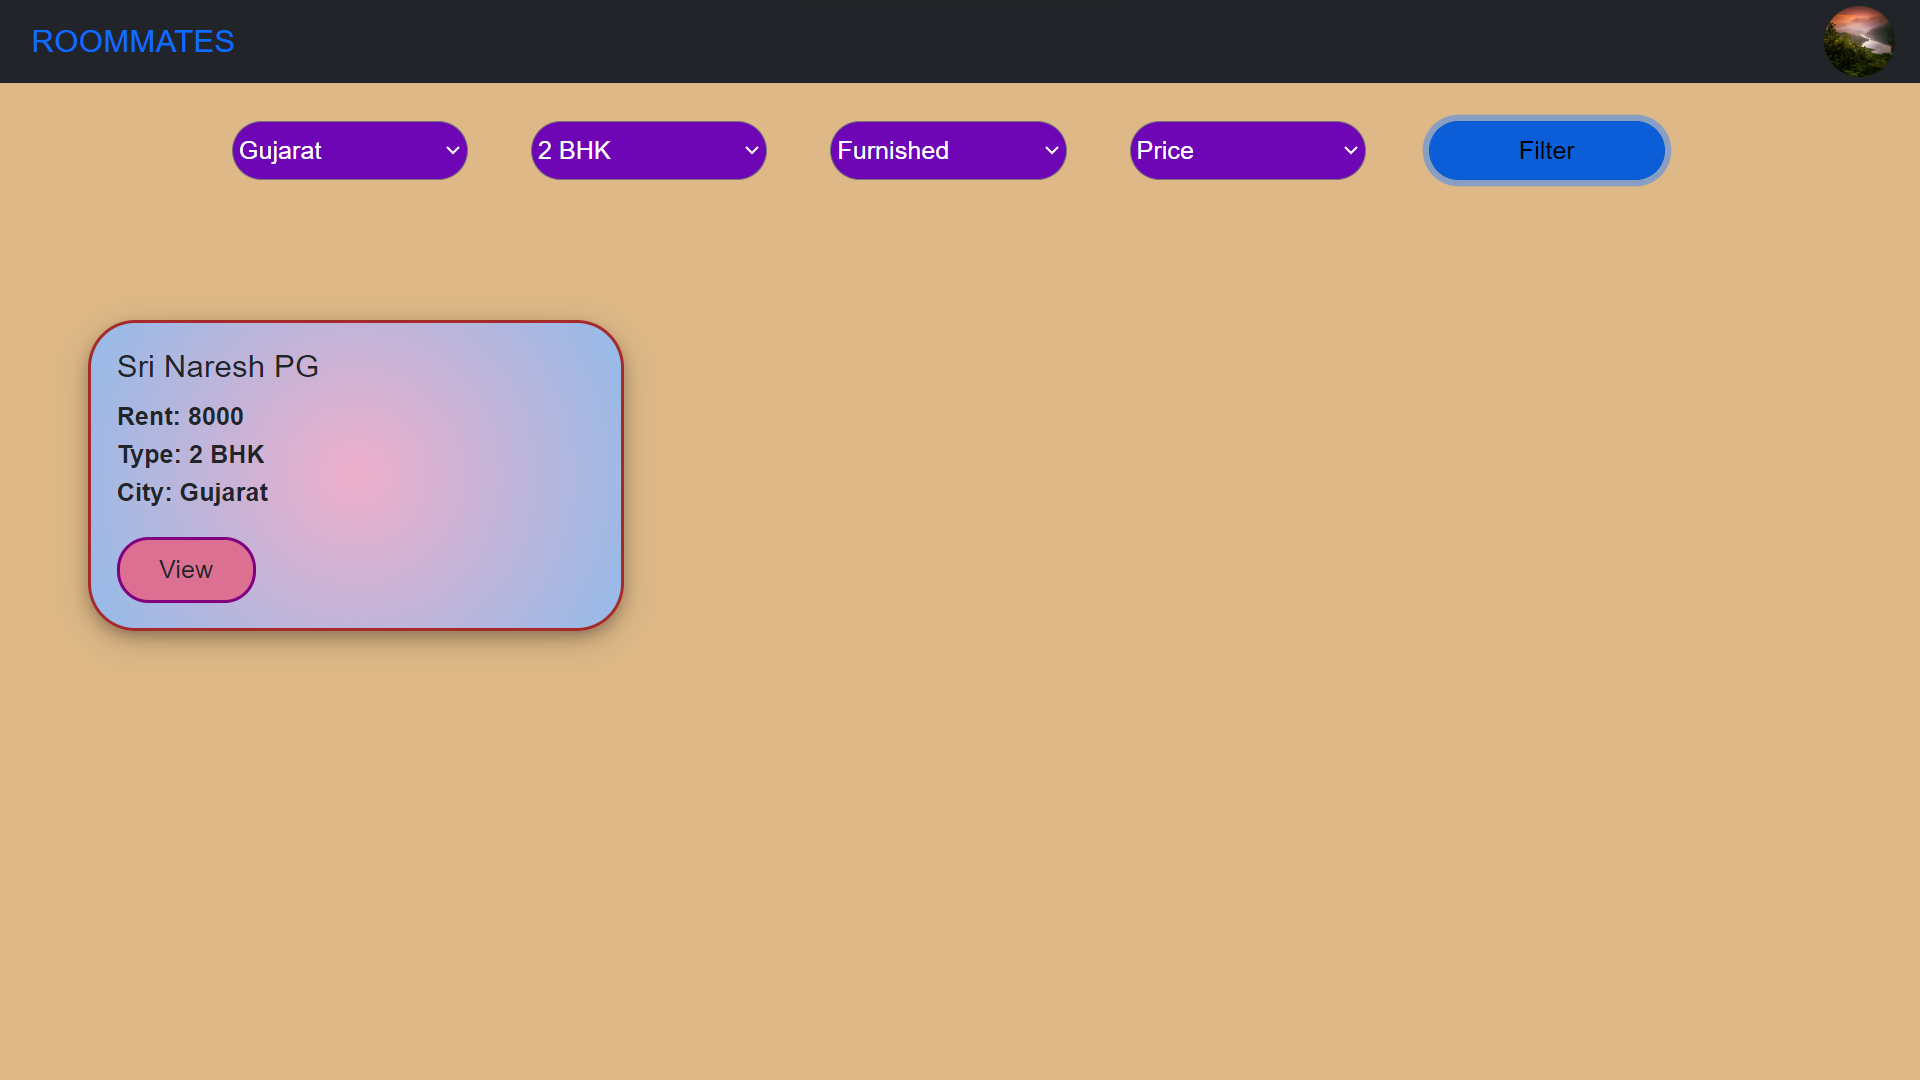 ROOMMATES
Gujarat 2 BHK Furnished Price Filter
Sri Naresh PG
Rent: 8000
Type: 2 BHK
City: Gujarat
View